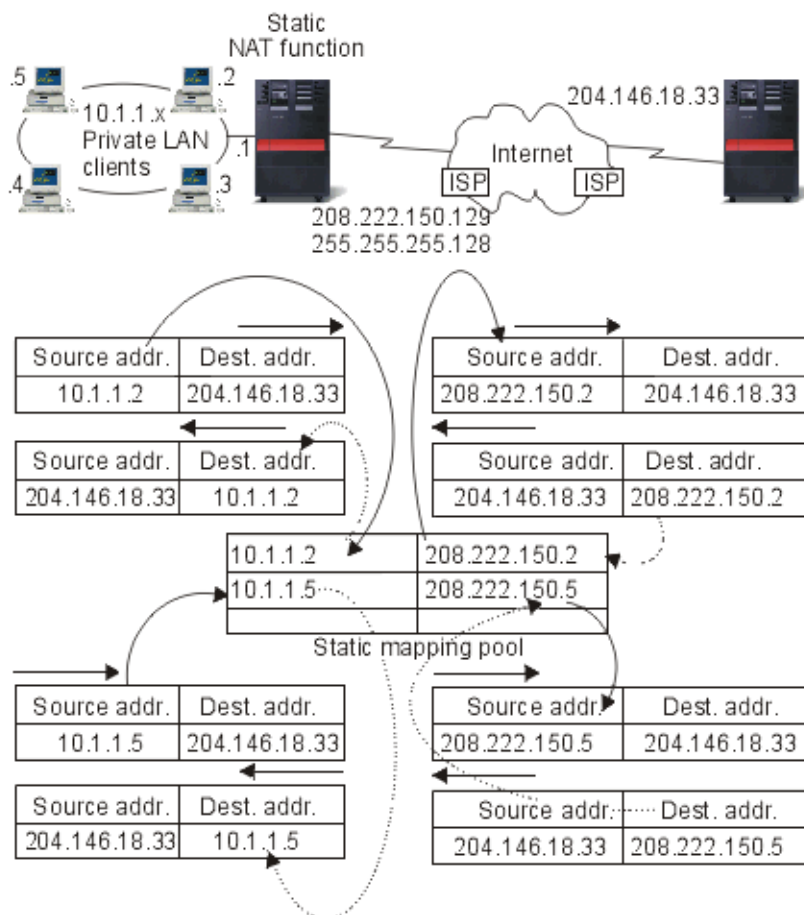 Static
NAT function
.5
.2
204.146.18.33
10.1.1.x
Private LAN
clients
.1
Internet
.4
.3
ISP
ISP
208.222.150.129
255.255.255.128
Source addr. Dest. addr.
10.1.1.2 204.146.18.33
Source addr. Dest. addr.
208.222.150.2 204.146.18.33
Source addr. Dest. addr.
204.146.18.33 10.1.1.2
Source addr. Dest. addr.
204.146.18.33 208.222.150.2
10.1.1.2 208.222.150.2
10.1.1.5 208.222.150.5
Static mapping pool
Source addr. Dest. addr.
10.1.1.5 204.146.18.33
Source addr. Dest. addr.
208.222.150.5 204.146.18.33
Source addr. Dest. addr.
204.146.18.33 10.1.1.5
Source addr. Dest. addr.
204.146.18.33 208.222.150.5